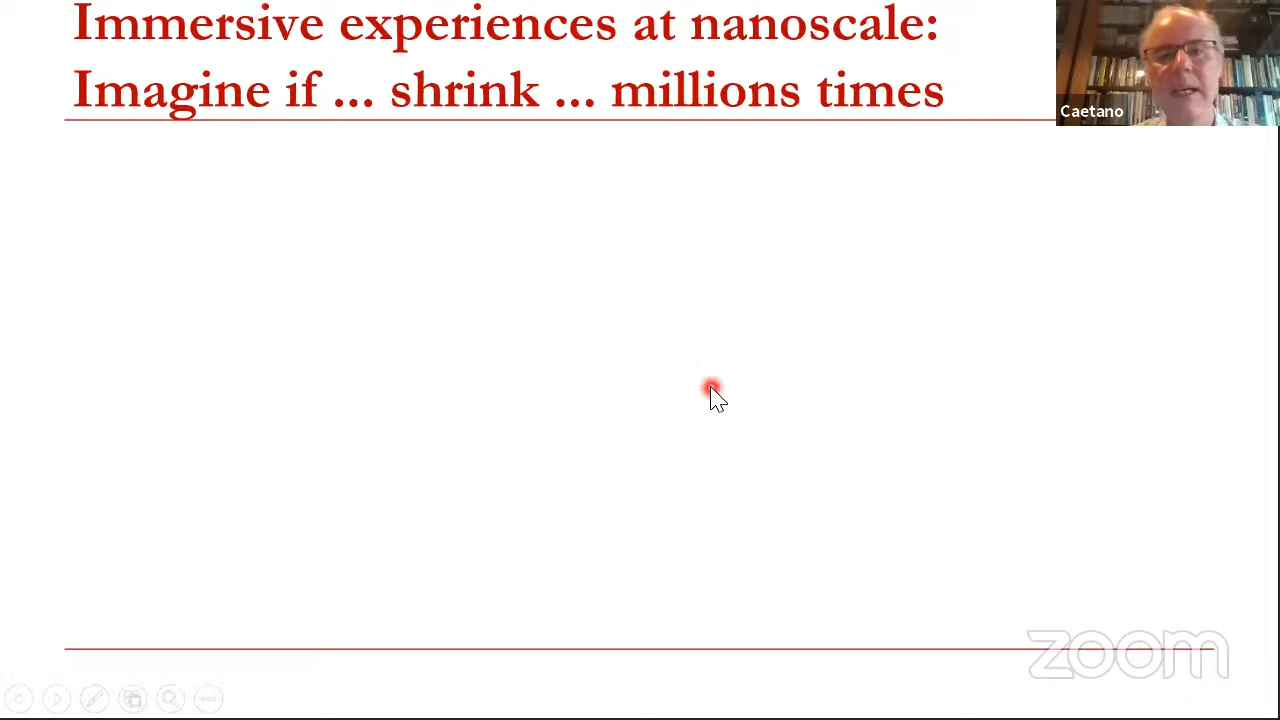 Immersive experiences at nanoscale:
Imagine if ... shrink ... millions times
Caetano
zoom